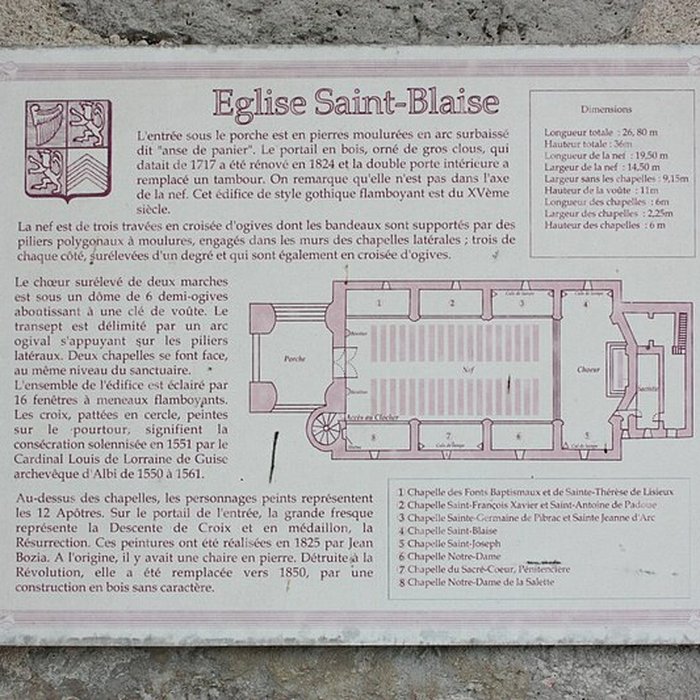 Eglise Saint-Blaise
L'entrée sous le porche est en pierres moulurées en arc surbaissé
dit "anse de panier". Le portail en bois, orné de gros clous, qui
datait de 1717 a été rénové en 1824 et la double porte intérieure a
remplacé un tambour. On remarque qu'elle n'est pas dans l'axe
de la nef. Cet édifice de style gothique flamboyant est du XVème
siècle.
La nef est de trois travées en croisée d'ogives dont les bandeaux sont supportés par des
piliers polygonaux à moulures, engagés dans les murs des chapelles latérales ; trois de
chaque côté, surélevées d'un degré et qui sont également en croisée d'ogives.
Dimensions
Longueur totale : 26, 80 m
Hauteur totale : 36m
Longueur de la nef : 19,50 m
Largeur de la nef : 14,50 m
Largeur sans les chapelles : 9,15m
Hauteur de la voûte : 11m
Longueur des chapelles : 6m
Largeur des chapelles : 2,25m
Hauteur des chapelles : 6 m
Le chœur surélevé de deux marches
est sous un dôme de 6 demi-ogives
aboutissant à une clé de voûte. Le
transept est délimité par un arc
ogival s'appuyant sur les piliers
latéraux. Deux chapelles se font face,
au même niveau du sanctuaire.
L'ensemble de l'édifice est éclairé par
16 fenêtres à meneaux flamboyants.
Les croix, pattées en cercle, peintes
sur le pourtour, signifient la
consécration solennisée en 1551 par le
Cardinal Louis de Lorraine de Guise
archevêque d'Albi de 1550 à 1561.
1
2
3
4
Porche
Nef
Choeur
Sacristie
Accès au Clocher
8
7
6
5
Au-dessus des chapelles, les personnages peints représentent
les 12 Apôtres. Sur le portail de l'entrée, la grande fresque
représente la Descente de Croix et en médaillon, la
Résurrection. Ces peintures ont été réalisées en 1825 par Jean
Bozia. A l'origine, il y avait une chaire en pierre. Détruite à la
Révolution, elle a été remplacée vers 1850, par une
construction en bois sans caractère.
1 Chapelle des Fonts Baptismaux et de Sainte-Thérèse de Lisieux
2 Chapelle Saint-François Xavier et Saint-Antoine de Padoue
3 Chapelle Sainte-Germaine de Pibrac et Sainte Jeanne d'Arc
4 Chapelle Saint-Blaise
5 Chapelle Saint-Joseph
6 Chapelle Notre-Dame
7 Chapelle du Sacré-Coeur, Pénitencière
8 Chapelle Notre-Dame de la Salette